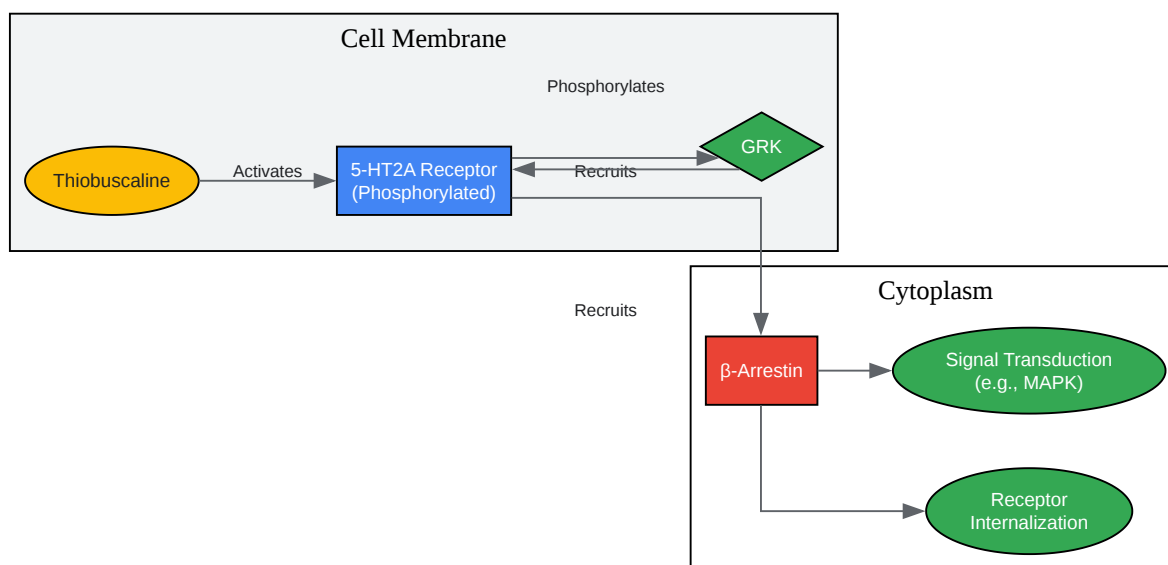 Cell Membrane
Phosphorylates
GRK
Thiobuscaline
Activates
5-HT2A Receptor
(Phosphorylated)
Recruits
Cytoplasm
Recruits
β-Arrestin
Signal Transduction
(e.g., MAPK)
Receptor
Internalization